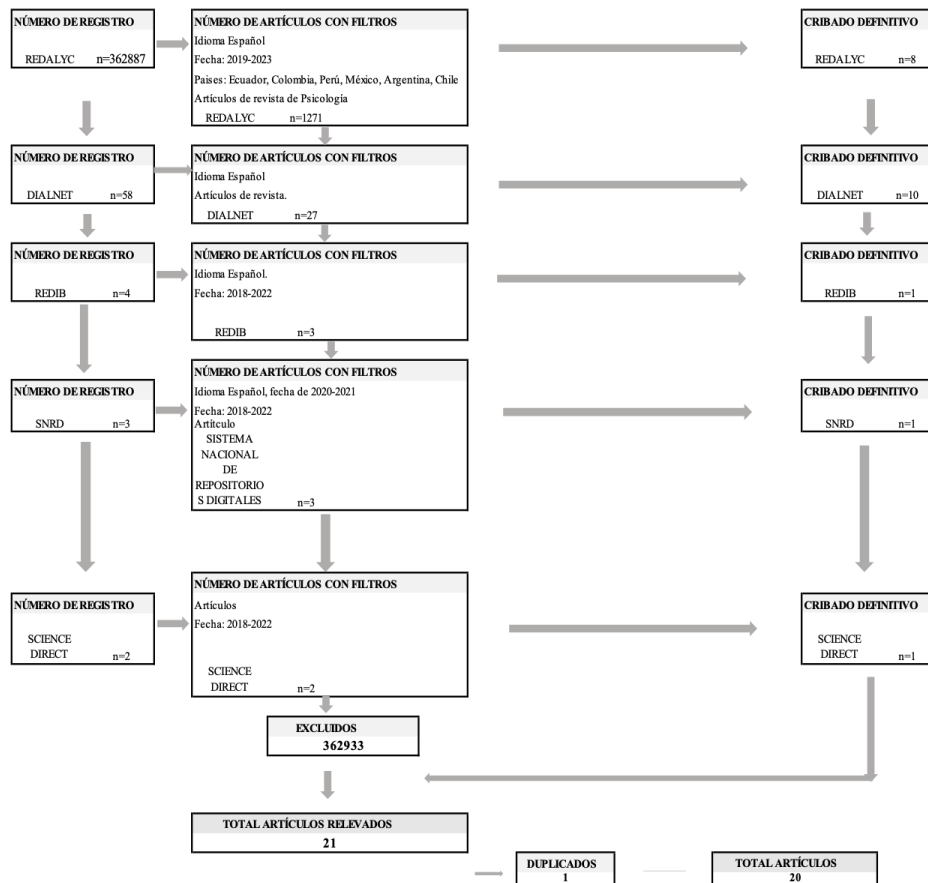 NÚMERO DE REGISTRO
REDALYC n=362887
NÚMERO DE ARTÍCULOS CON FILTROS
Idioma Español
Fecha: 2019-2023
Paises: Ecuador, Colombia, Perú, México, Argentina, Chile
Artículos de revista de Psicología
REDALYC n=1271
CRIBADO DEFINITIVO
REDALYC n=8
NÚMERO DE REGISTRO
DIALNET n=58
NÚMERO DE ARTÍCULOS CON FILTROS
Idioma Español
Artículos de revista.
DIALNET n=27
CRIBADO DEFINITIVO
DIALNET n=10
NÚMERO DE REGISTRO
REDIB n=4
NÚMERO DE ARTÍCULOS CON FILTROS
Idioma Español.
Fecha: 2018-2022
REDIB n=3
CRIBADO DEFINITIVO
REDIB n=1
NÚMERO DE REGISTRO
SNRD n=3
NÚMERO DE ARTÍCULOS CON FILTROS
Idioma Español, fecha de 2020-2021
Fecha: 2018-2022
Artítculo
SISTEMA
NACIONAL
DE
REPOSITORIO
S DIGITALES n=3
CRIBADO DEFINITIVO
SNRD n=1
NÚMERO DE REGISTRO
SCIENCE
DIRECT n=2
NÚMERO DE ARTÍCULOS CON FILTROS
Artículos
Fecha: 2018-2022
SCIENCE
DIRECT n=2
CRIBADO DEFINITIVO
SCIENCE
DIRECT n=1
EXCLUIDOS
362933
TOTAL ARTÍCULOS RELEVADOS
21
DUPLICADOS
1
TOTAL ARTÍCULOS
20